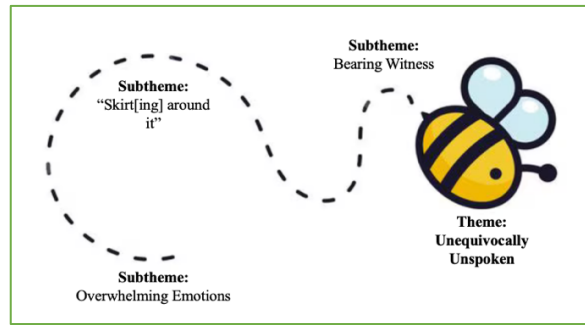 Subtheme:
Bearing Witness
Subtheme:
“Skirt[ing] around
it”
Theme:
Unequivocally
Unspoken
Subtheme:
Overwhelming Emotions